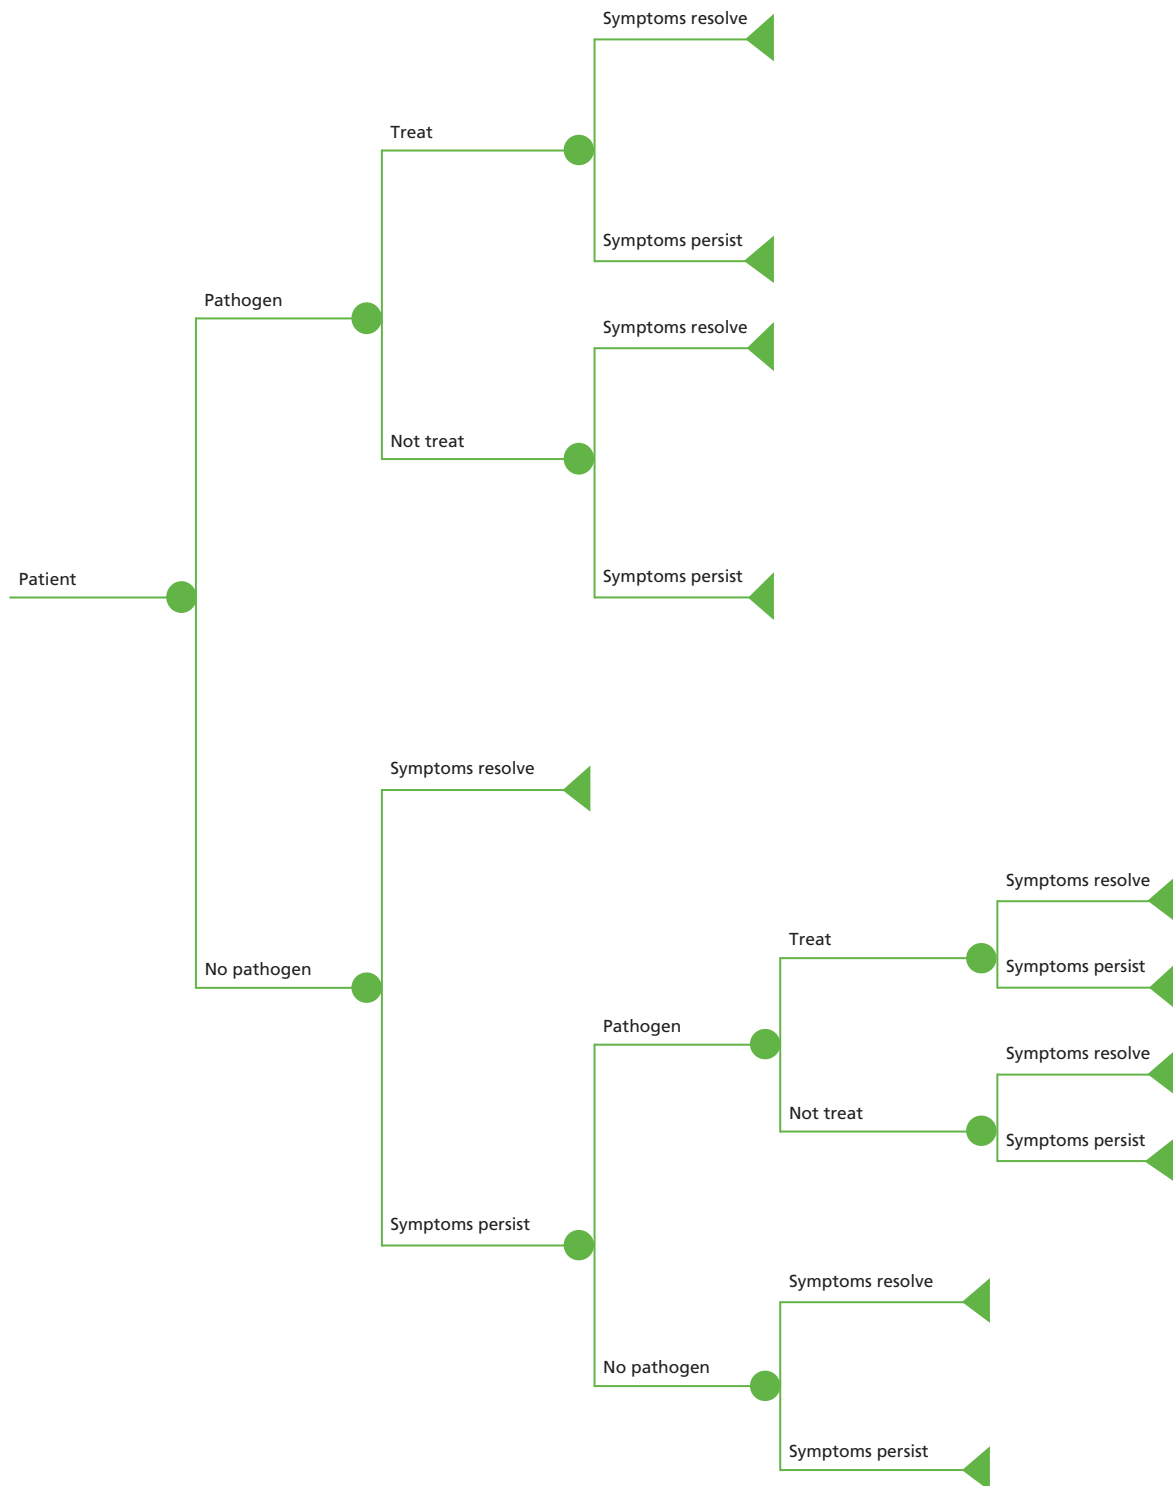 Symptoms resolve
Treat
Symptoms persist
Pathogen
Symptoms resolve
Not treat
Symptoms persist
Patient
Symptoms resolve
Symptoms resolve
Treat
Symptoms persist
No pathogen
Pathogen
Symptoms resolve
Not treat
Symptoms persist
Symptoms persist
Symptoms resolve
No pathogen
Symptoms persist